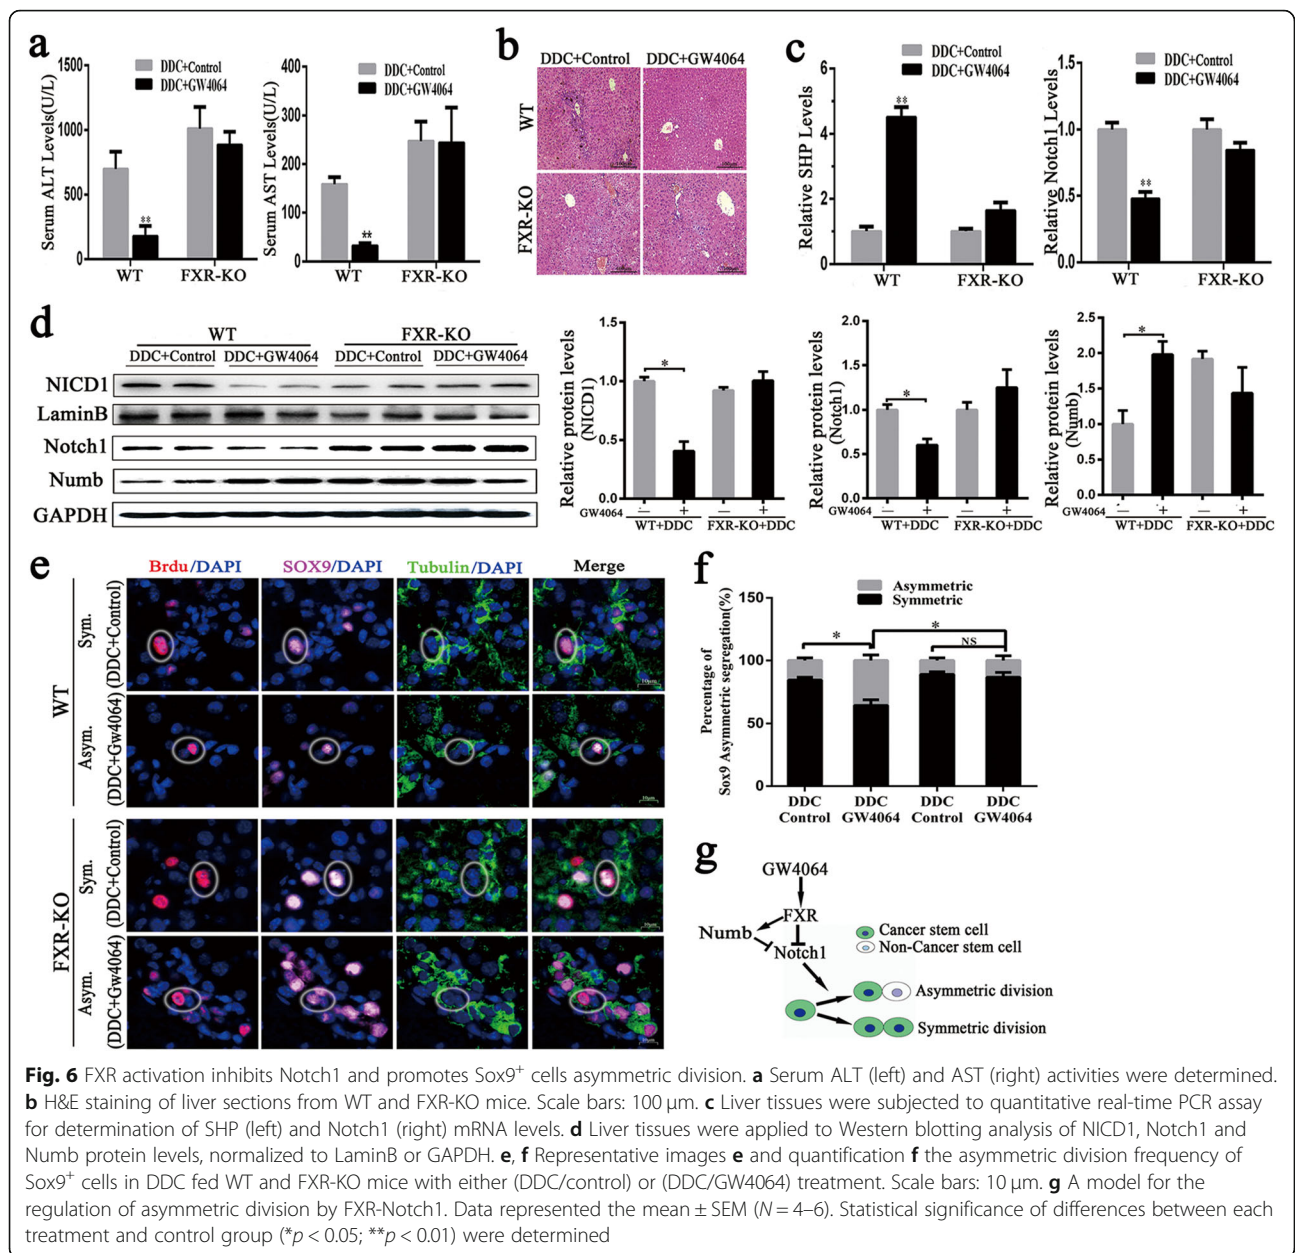 a
DDC+Control
DDC+GW4064
Serum ALT Levels(U/L)
1500
1000
500
0
WT
FXR-KO
DDC+Control
DDC+GW4064
Serum AST Levels(U/L)
400
300
200
100
0
**
**
WT
FXR-KO
b
DDC+Control
DDC+GW4064
WT
FXR-KO
c
DDC+Control
DDC+GW4064
Relative SHP Levels
8
6
4
2
0
**
WT
FXR-KO
DDC+Control
DDC+GW4064
Relative Notch1 Levels
1.5
1.0
0.5
0.0
**
WT
FXR-KO
d
WT
FXR-KO
DDC+Control DDC+GW4064 DDC+Control DDC+GW4064
NICD1
LaminB
Notch1
Numb
GAPDH
Relative protein levels
(NICD1)
1.5
1.0
0.5
0.0
*
GW4064 — + — +
WT+DDC FXR-KO+DDC
Relative protein levels
(Notch1)
2.0
1.5
1.0
0.5
0.0
*
GW4064 — + — +
WT+DDC FXR-KO+DDC
Relative protein levels
(Numb)
2.5
2.0
1.5
1.0
0.5
0.0
*
GW4064 — + — +
WT+DDC FXR-KO+DDC
e
Brdu/DAPI SOX9/DAPI Tubulin/DAPI Merge
WT
Sym.
(DDC+Control)
10μm
Asym.
(DDC+Gw4064)
10μm
FXR-KO
Sym.
(DDC+Control)
10μm
Asym.
(DDC+Gw4064)
10μm
f
Asymmetric
Symmetric
Percentage of
Sox9 Asymmetric segregation(%)
150
100
50
0
*
*
NS
DDC DDC DDC DDC
Control GW4064 Control GW4064
g
GW4064
FXR
Numb
Notch1
Cancer stem cell
Non-Cancer stem cell
Asymmetric division
Symmetric division
Fig. 6 FXR activation inhibits Notch1 and promotes Sox9+ cells asymmetric division. a Serum ALT (left) and AST (right) activities were determined.
b H&E staining of liver sections from WT and FXR-KO mice. Scale bars: 100 μm. c Liver tissues were subjected to quantitative real-time PCR assay
for determination of SHP (left) and Notch1 (right) mRNA levels. d Liver tissues were applied to Western blotting analysis of NICD1, Notch1 and
Numb protein levels, normalized to LaminB or GAPDH. e, f Representative images e and quantification f the asymmetric division frequency of
Sox9+ cells in DDC fed WT and FXR-KO mice with either (DDC/control) or (DDC/GW4064) treatment. Scale bars: 10 μm. g A model for the
regulation of asymmetric division by FXR-Notch1. Data represented the mean ± SEM (N = 4–6). Statistical significance of differences between each
treatment and control group (*p < 0.05; **p < 0.01) were determined